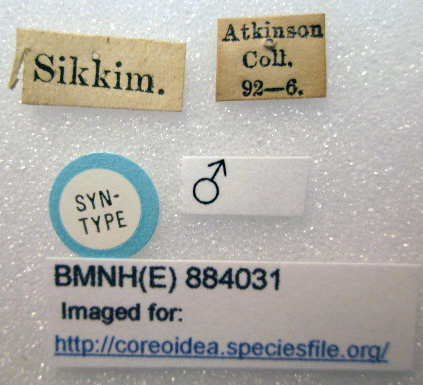 Sikkim.
Atkinson
Coll.
92—6.
SYN-
TYPE
♂
BMNH(E) 884031
Imaged for:
http://coreoidea.speciesfile.org/